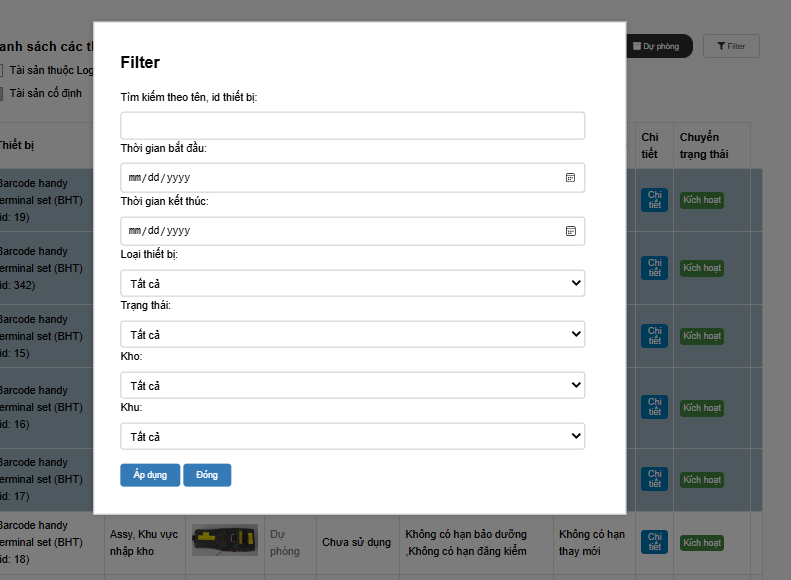 anh sách các t
Dự phòng
Filter
Tài sản thuộc Log
Tài sản cố định
Filter
Tìm kiếm theo tên, id thiết bị:
Thời gian bắt đầu:
mm/dd/yyyy
Thời gian kết thúc:
mm/dd/yyyy
Loại thiết bị:
Tất cả
Trạng thái:
Tất cả
Kho:
Tất cả
Khu:
Tất cả
Áp dụng
Đóng
Thiết bị
Chi
tiết
Chuyển
trạng thái
Barcode handy
erminal set (BHT)
id: 19)
Chi
tiết
Kích hoạt
Barcode handy
erminal set (BHT)
id: 342)
Chi
tiết
Kích hoạt
Barcode handy
erminal set (BHT)
id: 15)
Chi
tiết
Kích hoạt
Barcode handy
erminal set (BHT)
id: 16)
Chi
tiết
Kích hoạt
Barcode handy
erminal set (BHT)
id: 17)
Chi
tiết
Kích hoạt
Barcode handy
erminal set (BHT)
id: 18)
Assy, Khu vực
nhập kho
Dự
phòng
Chưa sử dụng
Không có hạn bảo dưỡng
,Không có hạn đăng kiểm
Không có hạn
thay mới
Chi
tiết
Kích hoạt